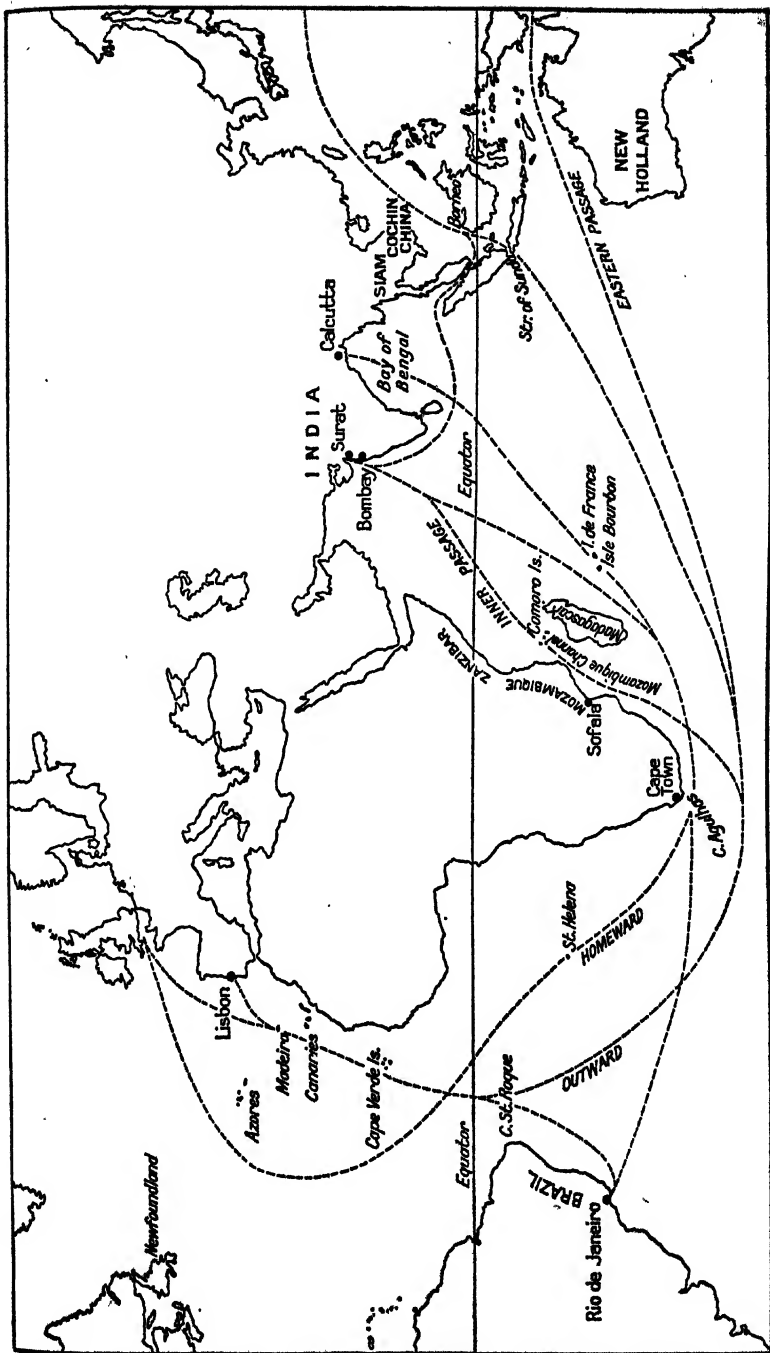 Newfoundland
Azores
Lisbon
Madeira
Canaries
Cape Verde Is.
Equator
C.St.Roque
BRAZIL
Rio de Janeiro
OUTWARD
HOMEWARD
St. Helena
Cape
Town
C. Agulhas
Sofala
MOZAMBIQUE
ZANZIBAR
Mozambique Channel
Madagascar
Comoro Is.
INNER PASSAGE
I. de France
Isle Bourbon
Equator
INDIA
Surat
Bombay
Calcutta
Bay of
Bengal
SIAM
COCHIN
CHINA
Borneo
Str. of Sunda
EASTERN PASSAGE
NEW
HOLLAND